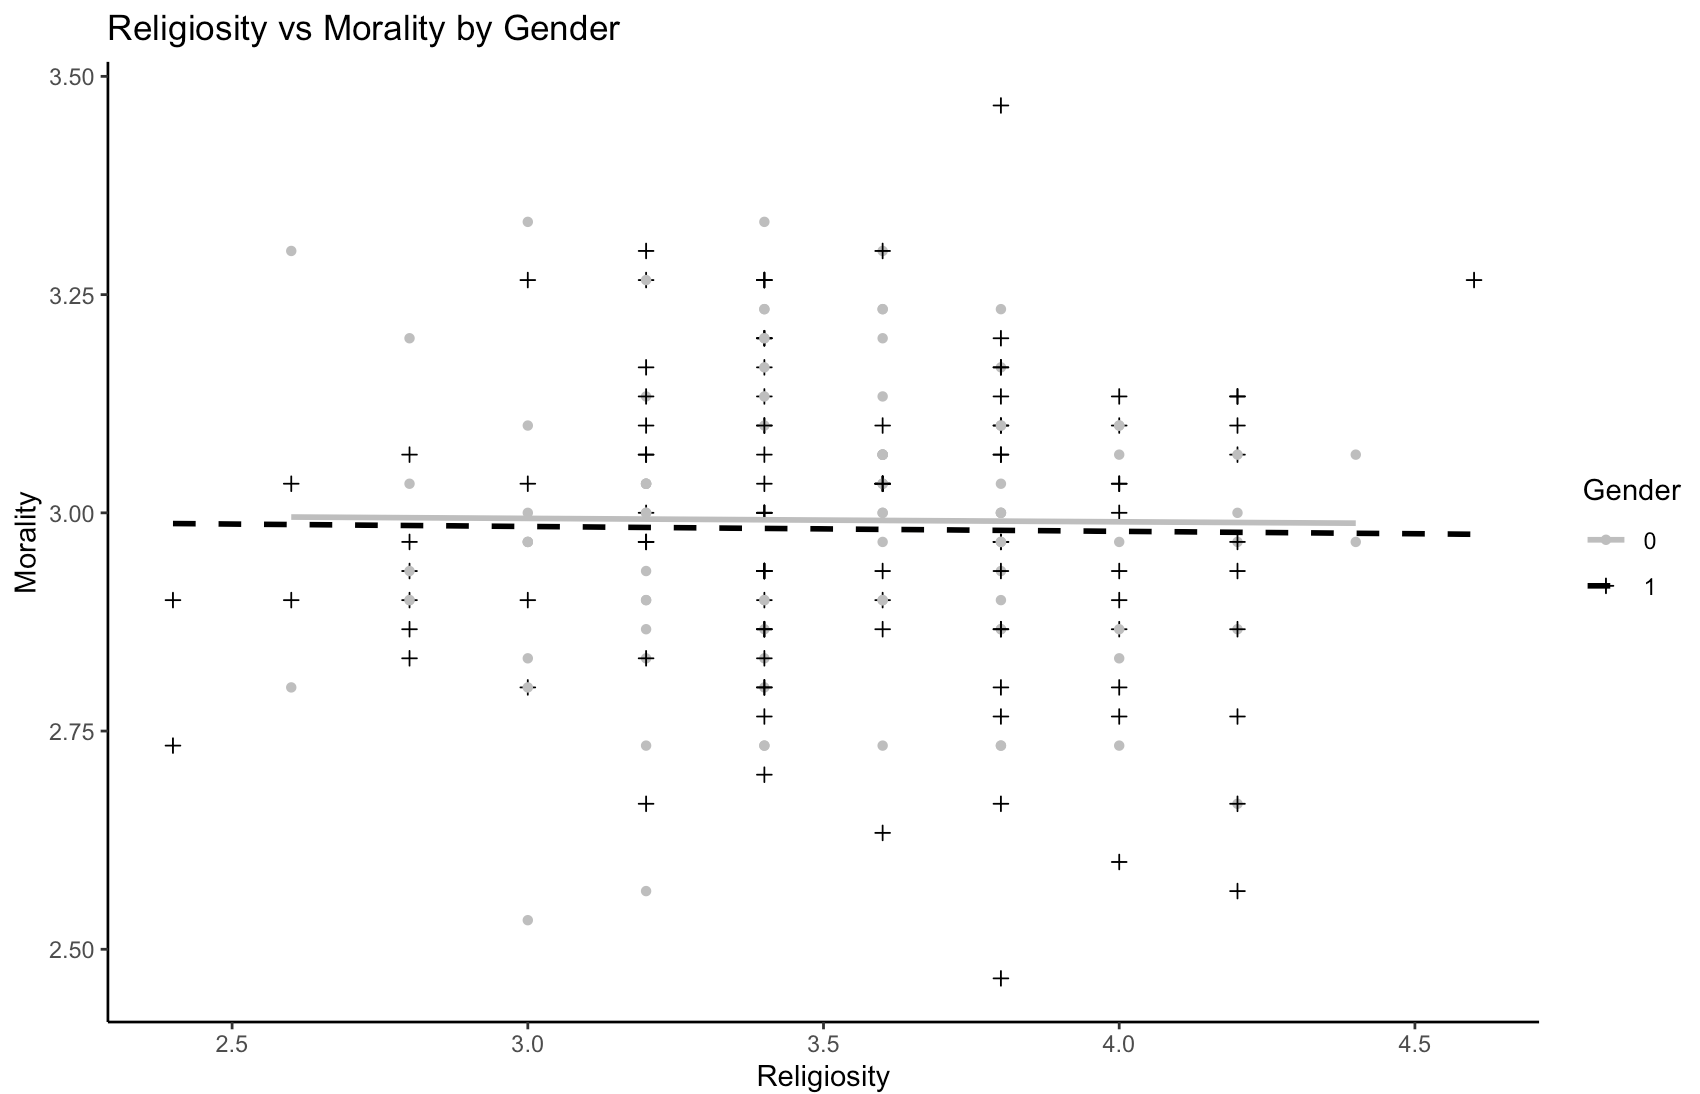 Religiosity vs Morality by Gender
3.50
3.25
3.00
2.75
2.50
Morality
2.5 3.0 3.5 4.0 4.5
Religiosity
Gender
0
1